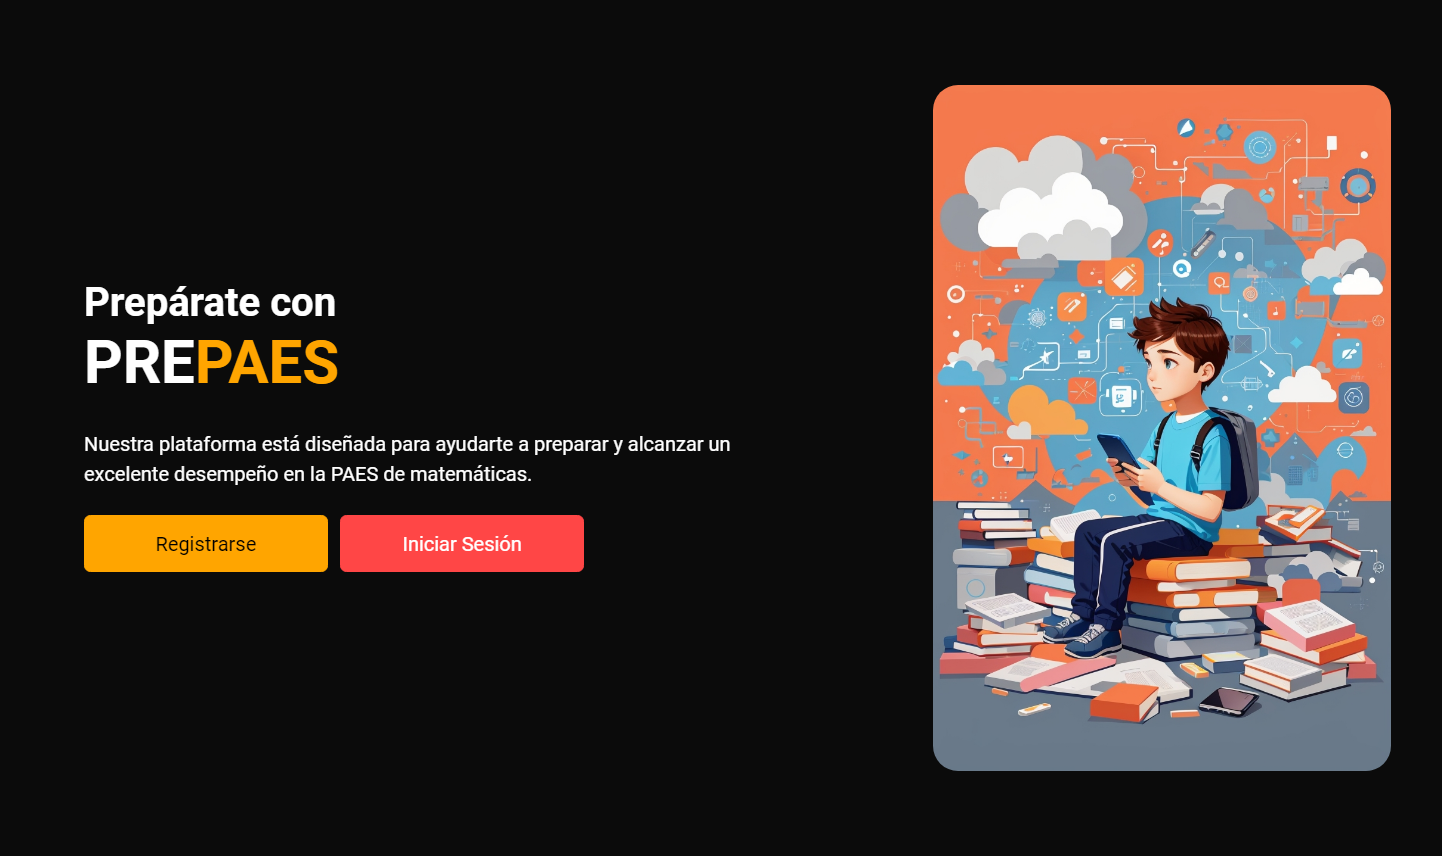 Prepárate con
PREPAES
Nuestra plataforma está diseñada para ayudarte a preparar y alcanzar un
excelente desempeño en la PAES de matemáticas.
Registrarse
Iniciar Sesión